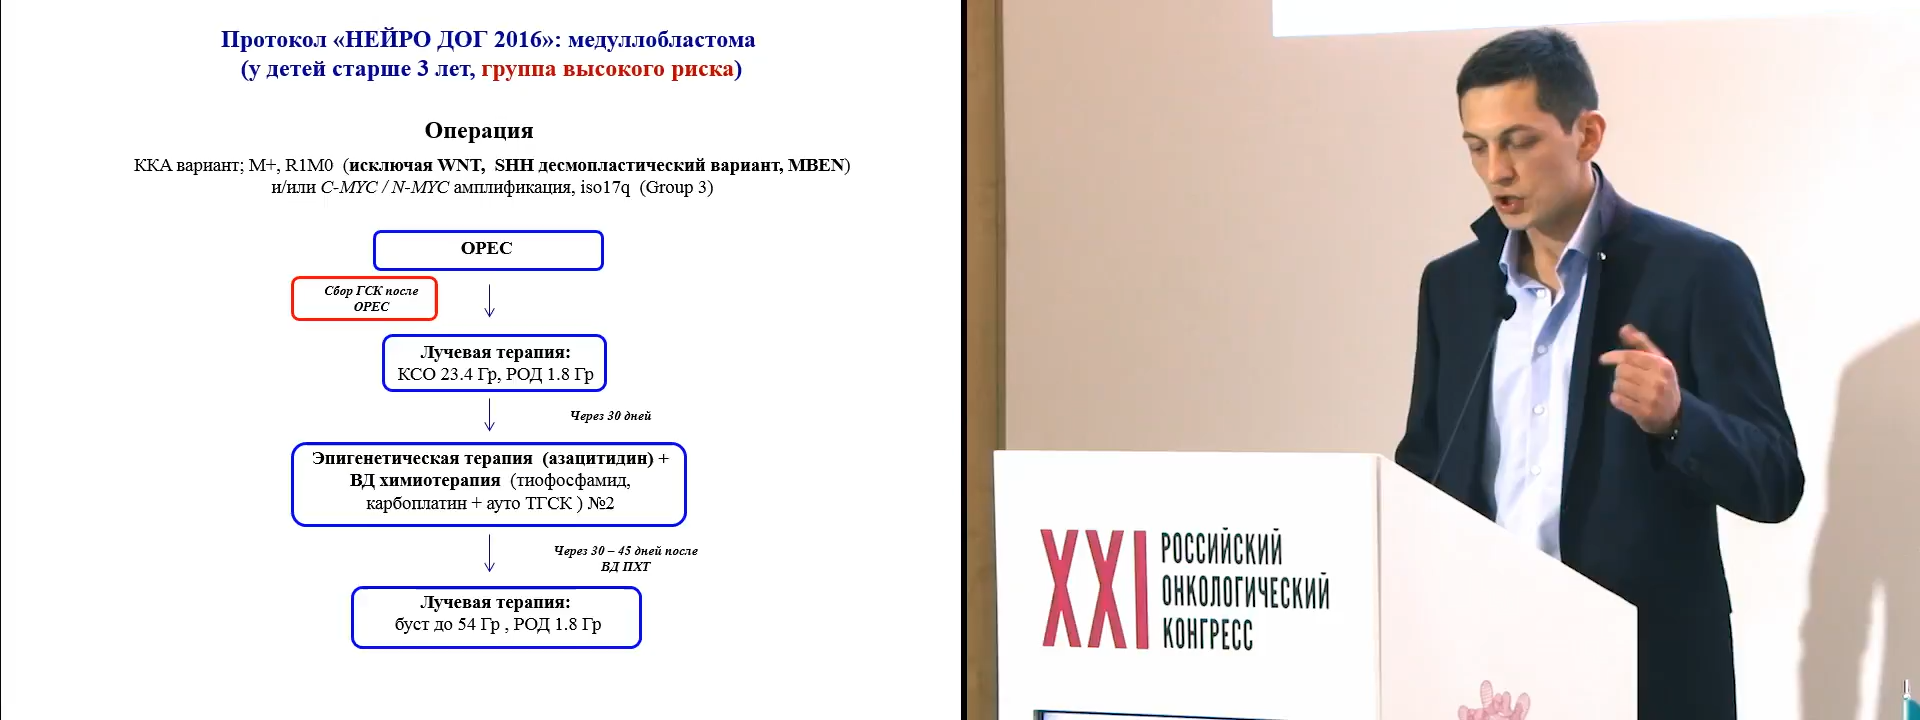 Протокол «НЕЙРО ДОГ 2016»: медуллобластома
(у детей старше 3 лет, группа высокого риска)
Операция
ККА вариант; М+, R1M0 (исключая WNT, SHH десмопластический вариант, MBEN)
и/или C-MYC / N-MYC амплификация, iso17q (Group 3)
OPEC
Сбор ГСК после
OPEC
Лучевая терапия:
КСО 23.4 Гр, РОД 1.8 Гр
Через 30 дней
Эпигенетическая терапия (азацитидин) +
ВД химиотерапия (тиофосфамид,
карбоплатин + ауто ТГСК ) №2
Через 30 – 45 дней после
ВД ПХТ
Лучевая терапия:
буст до 54 Гр , РОД 1.8 Гр
XXI РОССИЙСКИЙ
ОНКОЛОГИЧЕСКИЙ
КОНГРЕСС